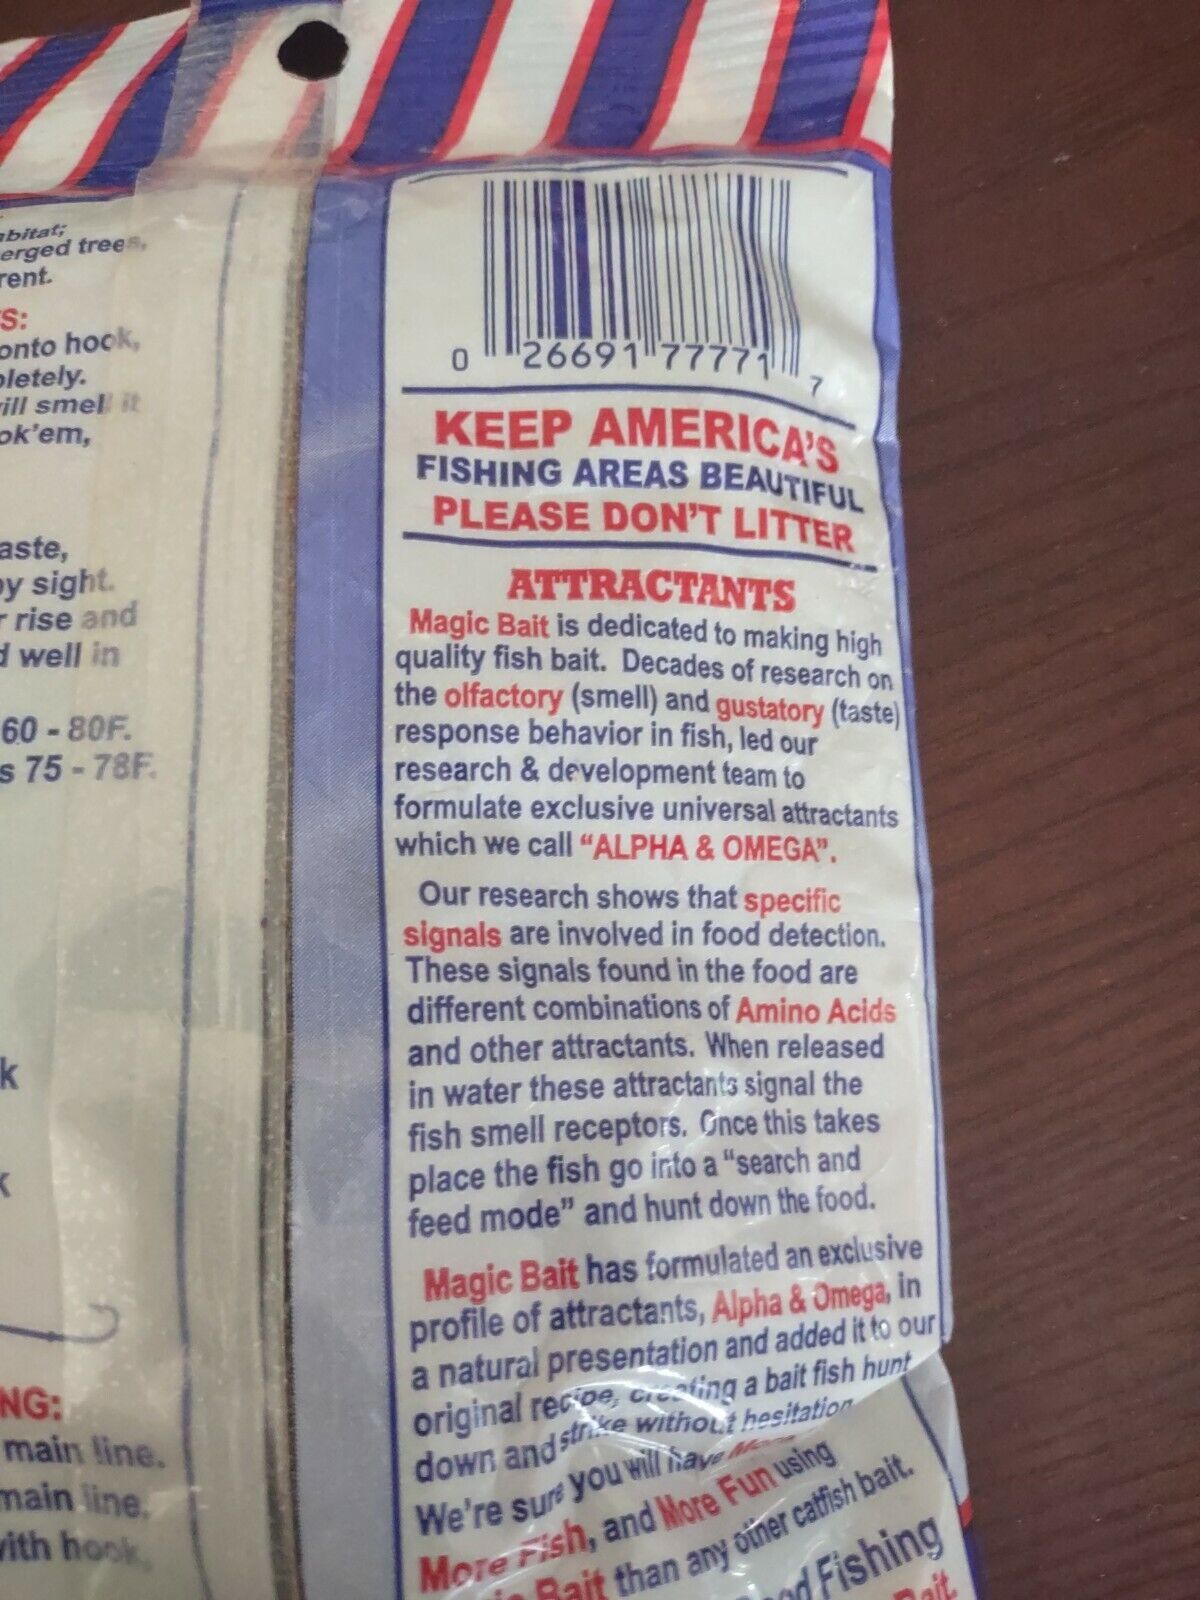 erged trees,
rent.
S:
onto hook,
pletely.
will smell it
ok'em,
aste,
by sight.
r rise and
d well in
60 - 80F.
s 75 - 78F.
k
k
NG:
main line.
main line.
with hook,
0 26691 77771 7
KEEP AMERICA'S
FISHING AREAS BEAUTIFUL
PLEASE DON'T LITTER
ATTRACTANTS
Magic Bait is dedicated to making high
quality fish bait. Decades of research on
the olfactory (smell) and gustatory (taste)
response behavior in fish, led our
research & development team to
formulate exclusive universal attractants
which we call "ALPHA & OMEGA".
Our research shows that specific
signals are involved in food detection.
These signals found in the food are
different combinations of Amino Acids
and other attractants. When released
in water these attractants signal the
fish smell receptors. Once this takes
place the fish go into a "search and
feed mode" and hunt down the food.
Magic Bait has formulated an exclusive
profile of attractants, Alpha & Omega, in
a natural presentation and added it to our
original recipe, creating a bait fish hunt
down and strike without hesitation
We're sure you will have
More Fish, and More Fun using
Bait than any other catfish bait.
Fishing
Bait.